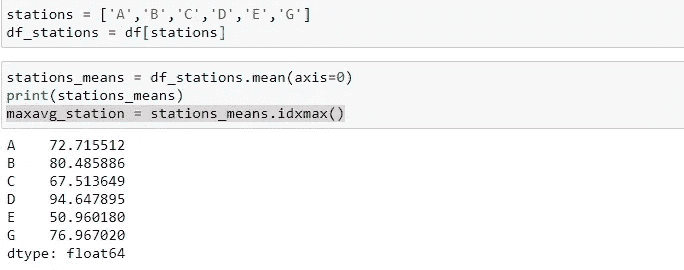 stations = ['A','B','C','D','E','G']
df_stations = df[stations]
stations_means = df_stations.mean(axis=0)
print(stations_means)
maxavg_station = stations_means.idxmax()
A    72.715512
B    80.485886
C    67.513649
D    94.647895
E    50.960180
G    76.967020
dtype: float64